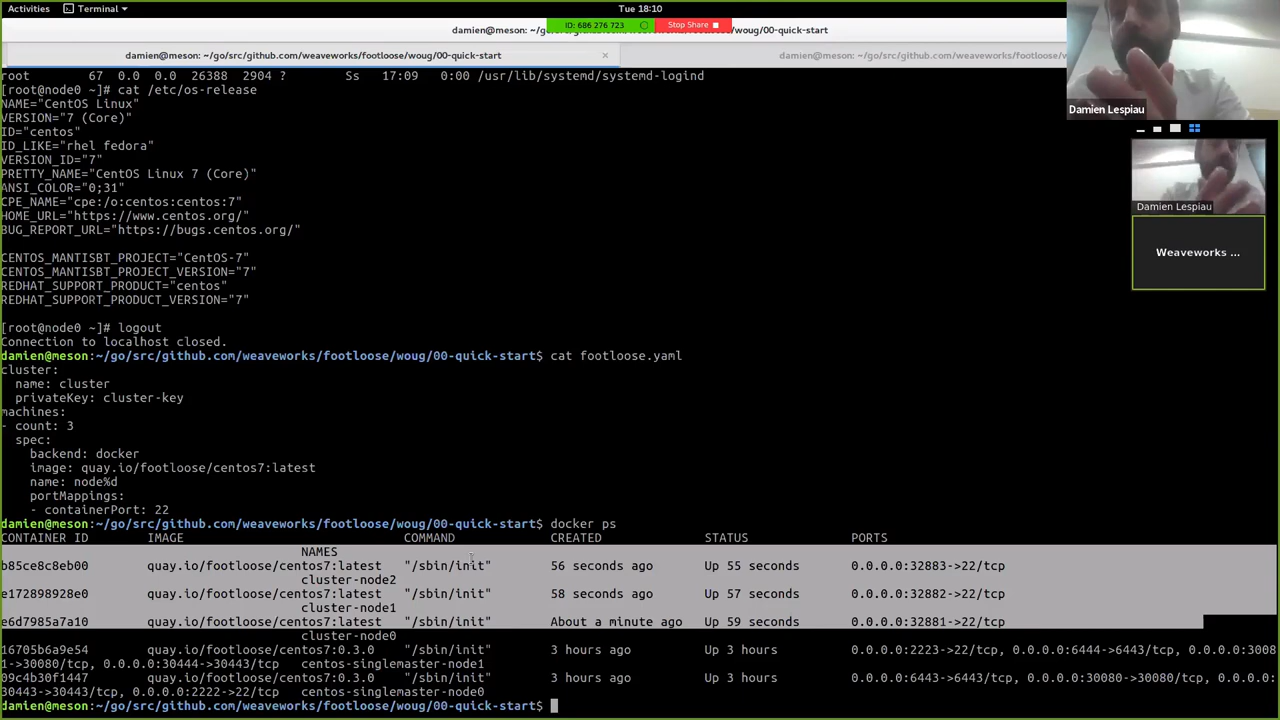 Activities Terminal Tue 18:10
damien@meson: ~/go/src/github.com/weaveworks/footloose/woug/00-quick-start
ID: 686 276 723 Stop Share
damien@meson: ~/go/src/github.com/weaveworks/footloose/woug/00-quick-start ×
damien@meson: ~/go/src/github.com/weaveworks/footloose/woug/00-quick-start
root 67 0.0 0.0 26388 2904 ? Ss 17:09 0:00 /usr/lib/systemd/systemd-logind
[root@node0 ~]# cat /etc/os-release
NAME="CentOS Linux"
VERSION="7 (Core)"
ID="centos"
ID_LIKE="rhel fedora"
VERSION_ID="7"
PRETTY_NAME="CentOS Linux 7 (Core)"
ANSI_COLOR="0;31"
CPE_NAME="cpe:/o:centos:centos:7"
HOME_URL="https://www.centos.org/"
BUG_REPORT_URL="https://bugs.centos.org/"
CENTOS_MANTISBT_PROJECT="CentOS-7"
CENTOS_MANTISBT_PROJECT_VERSION="7"
REDHAT_SUPPORT_PRODUCT="centos"
REDHAT_SUPPORT_PRODUCT_VERSION="7"
[root@node0 ~]# logout
Connection to localhost closed.
damien@meson:~/go/src/github.com/weaveworks/footloose/woug/00-quick-start$ cat footloose.yaml
cluster:
name: cluster
privateKey: cluster-key
machines:
- count: 3
spec:
backend: docker
image: quay.io/footloose/centos7:latest
name: node%d
portMappings:
- containerPort: 22
damien@meson:~/go/src/github.com/weaveworks/footloose/woug/00-quick-start$ docker ps
CONTAINER ID IMAGE COMMAND CREATED STATUS PORTS
NAMES
b85ce8c8eb00 quay.io/footloose/centos7:latest "/sbin/init" 56 seconds ago Up 55 seconds 0.0.0.0:32883->22/tcp
cluster-node2
e172898928e0 quay.io/footloose/centos7:latest "/sbin/init" 58 seconds ago Up 57 seconds 0.0.0.0:32882->22/tcp
cluster-node1
e6d7985a7a10 quay.io/footloose/centos7:latest "/sbin/init" About a minute ago Up 59 seconds 0.0.0.0:32881->22/tcp
cluster-node0
16705b6a9e54 quay.io/footloose/centos7:0.3.0 "/sbin/init" 3 hours ago Up 3 hours 0.0.0.0:2223->22/tcp, 0.0.0.0:6444->6443/tcp, 0.0.0.0:3008
1->30080/tcp, 0.0.0.0:30444->30443/tcp centos-singlemaster-node1
09c4b30f1447 quay.io/footloose/centos7:0.3.0 "/sbin/init" 3 hours ago Up 3 hours 0.0.0.0:6443->6443/tcp, 0.0.0.0:30080->30080/tcp, 0.0.0.0:
30443->30443/tcp, 0.0.0.0:2222->22/tcp centos-singlemaster-node0
damien@meson:~/go/src/github.com/weaveworks/footloose/woug/00-quick-start$
Damien Lespiau
Damien Lespiau
Weaveworks ...